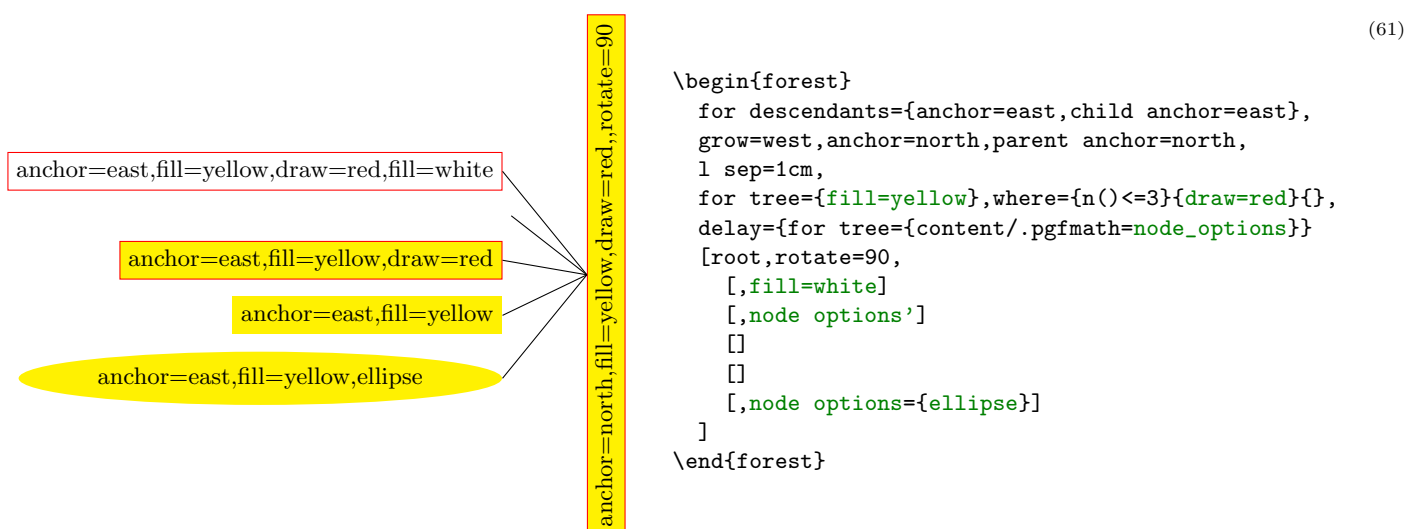 (61)
anchor=east,fill=yellow,draw=red,fill=white
anchor=east,fill=yellow,draw=red
anchor=east,fill=yellow
anchor=east,fill=yellow,ellipse
anchor=north,fill=yellow,draw=red,,rotate=90
\begin{forest}
  for descendants={anchor=east,child anchor=east},
  grow=west,anchor=north,parent anchor=north,
  l sep=1cm,
  for tree={fill=yellow},where={n()<=3}{draw=red}{},
  delay={for tree={content/.pgfmath=node_options}}
  [root,rotate=90,
    [,fill=white]
    [,node options']
    []
    []
    [,node options={ellipse}]
  ]
\end{forest}